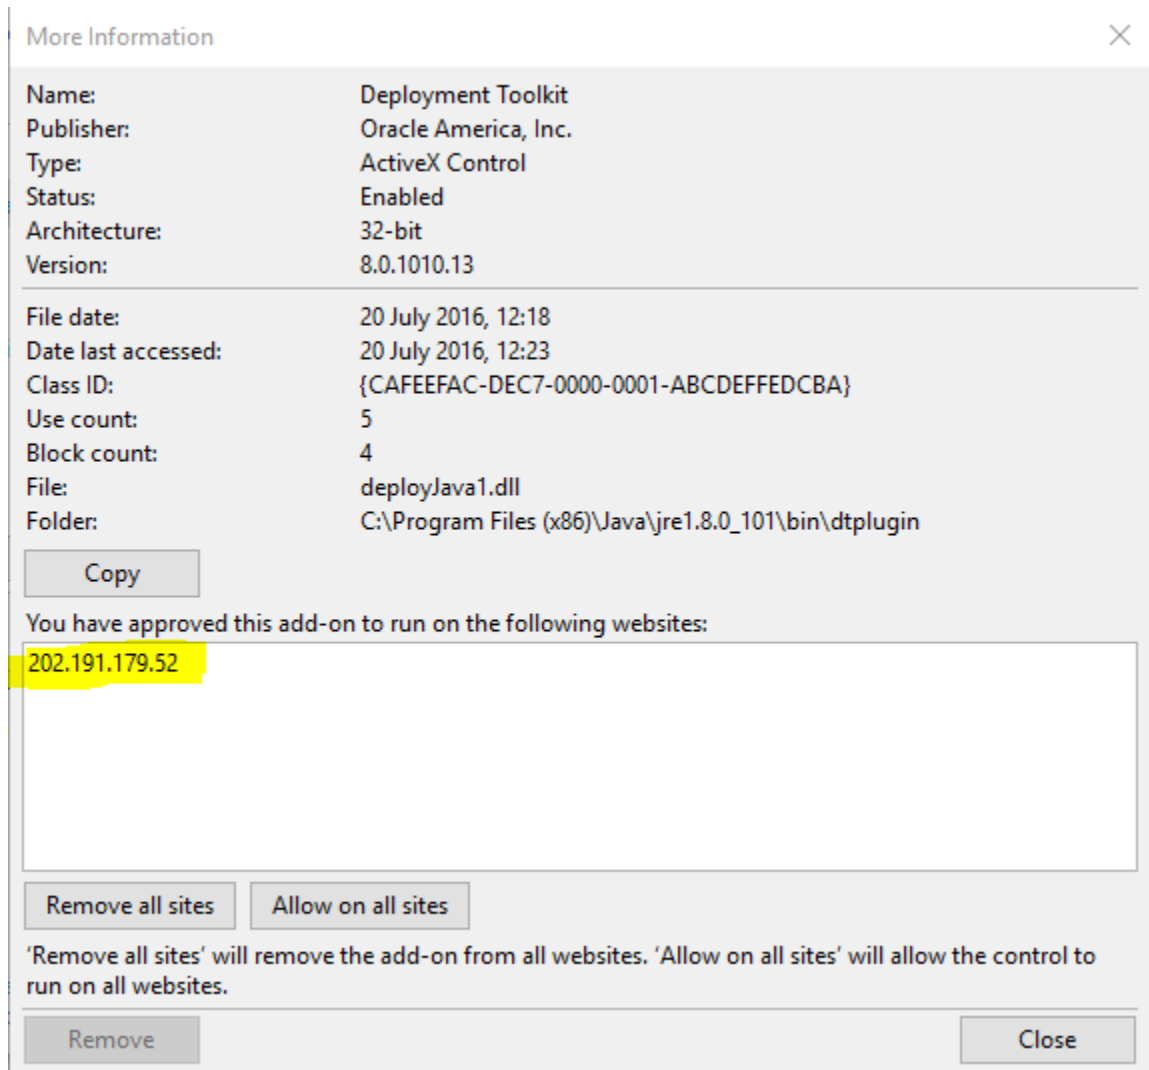 More Information
Name: Deployment Toolkit
Publisher: Oracle America, Inc.
Type: ActiveX Control
Status: Enabled
Architecture: 32-bit
Version: 8.0.1010.13
File date: 20 July 2016, 12:18
Date last accessed: 20 July 2016, 12:23
Class ID: {CAFEEFAC-DEC7-0000-0001-ABCDEFFEDCBA}
Use count: 5
Block count: 4
File: deployJava1.dll
Folder: C:\Program Files (x86)\Java\jre1.8.0_101\bin\dtplugin
Copy
You have approved this add-on to run on the following websites:
202.191.179.52
Remove all sites Allow on all sites
‘Remove all sites’ will remove the add-on from all websites. ‘Allow on all sites’ will allow the control to
run on all websites.
Remove Close